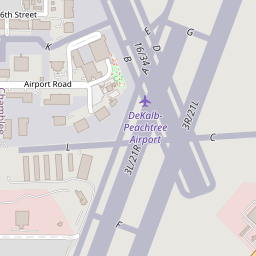 6th Street
K
B
E
D
G
16/34
Airport Road
DeKalb-
Peachtree
Airport
C
L
3L/21R
3R/21L
F
Chamblee